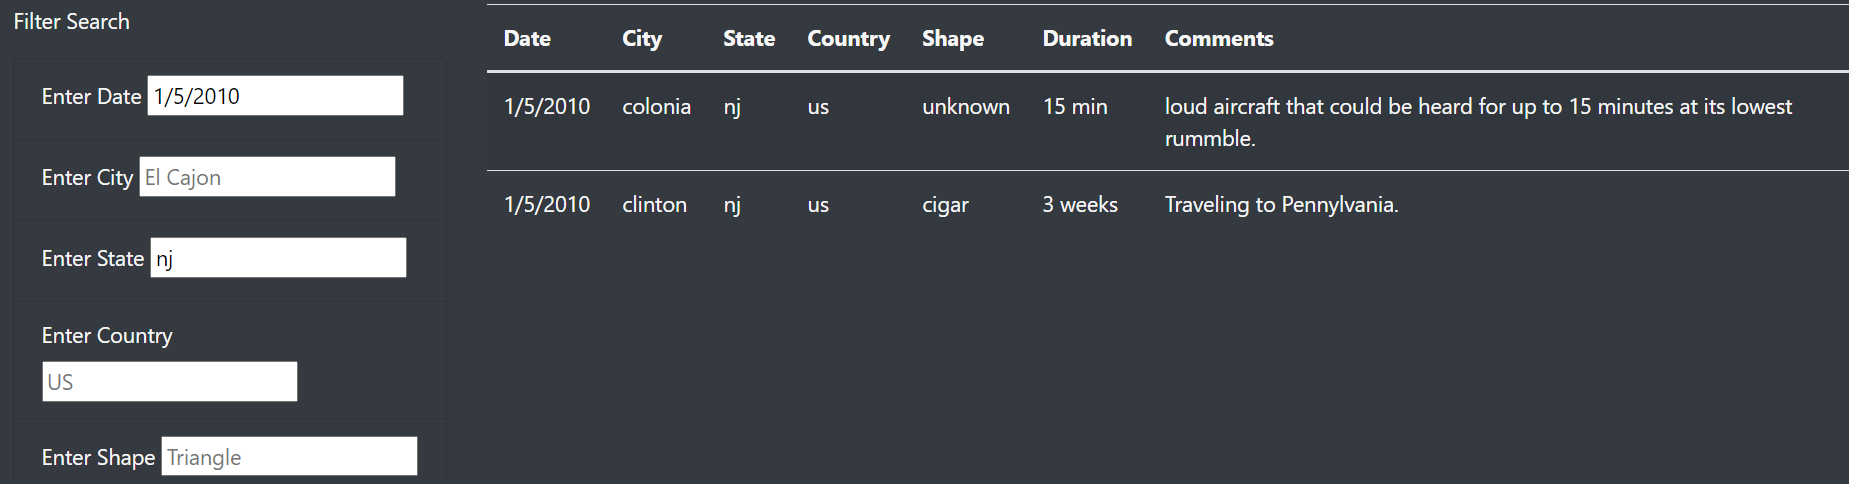 Filter Search
Enter Date 1/5/2010
Enter City El Cajon
Enter State nj
Enter Country
US
Enter Shape Triangle
Date City State Country Shape Duration Comments
1/5/2010 colonia nj us unknown 15 min loud aircraft that could be heard for up to 15 minutes at its lowest
rummble.
1/5/2010 clinton nj us cigar 3 weeks Traveling to Pennylvania.